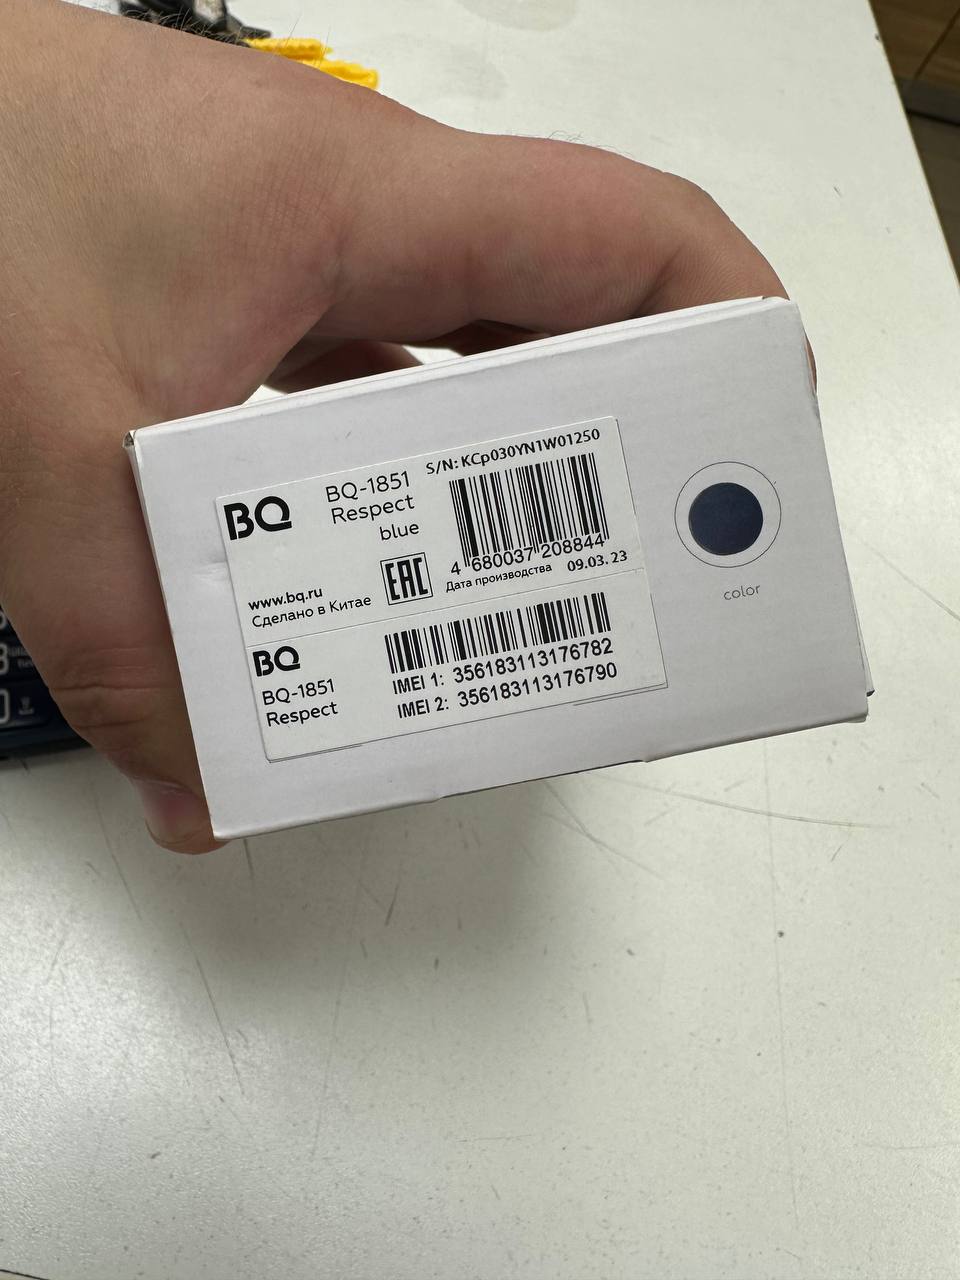 S/N: KCp030YN1W01250
BQ
BQ-1851
Respect
blue
4 680037 208844
EAC
Дата производства 09.03.23
www.bq.ru
Сделано в Китае
BQ
BQ-1851
Respect
IMEI 1: 356183113176782
IMEI 2: 356183113176790
color